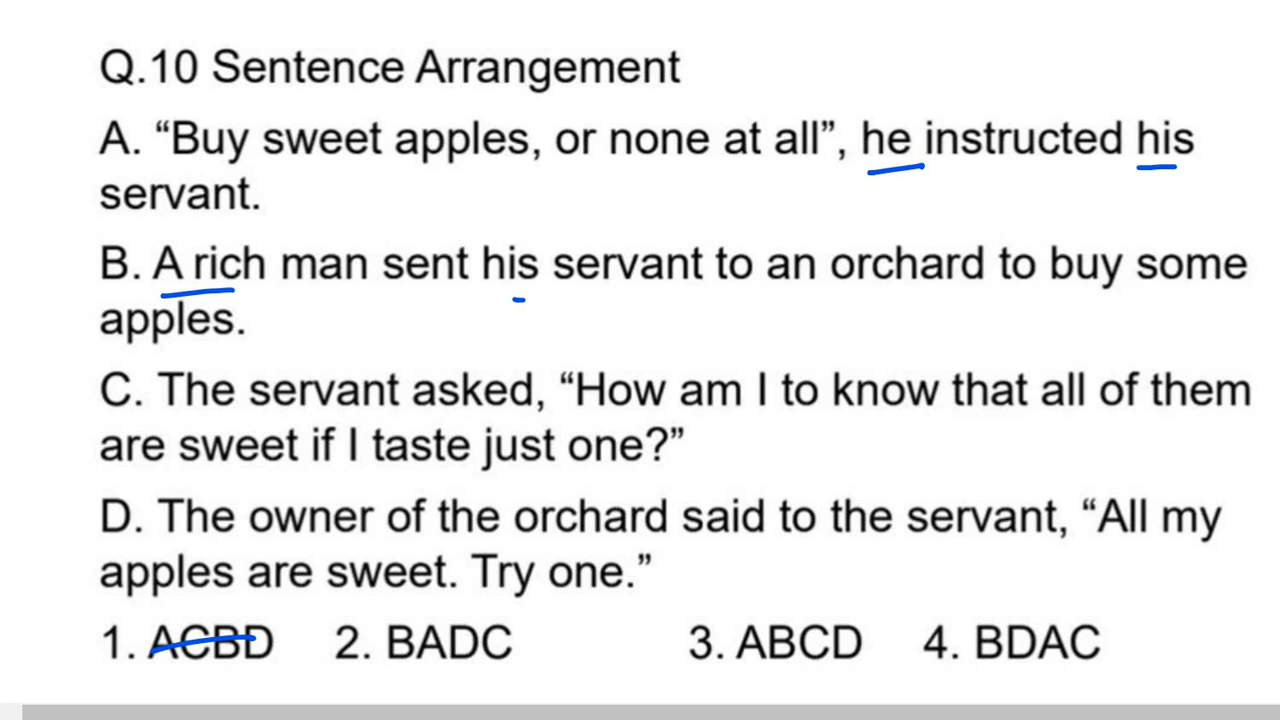 Q.10 Sentence Arrangement
A. “Buy sweet apples, or none at all”, he instructed his
servant.
B. A rich man sent his servant to an orchard to buy some
apples.
C. The servant asked, “How am I to know that all of them
are sweet if I taste just one?”
D. The owner of the orchard said to the servant, “All my
apples are sweet. Try one.”
1. ACBD 2. BADC 3. ABCD 4. BDAC